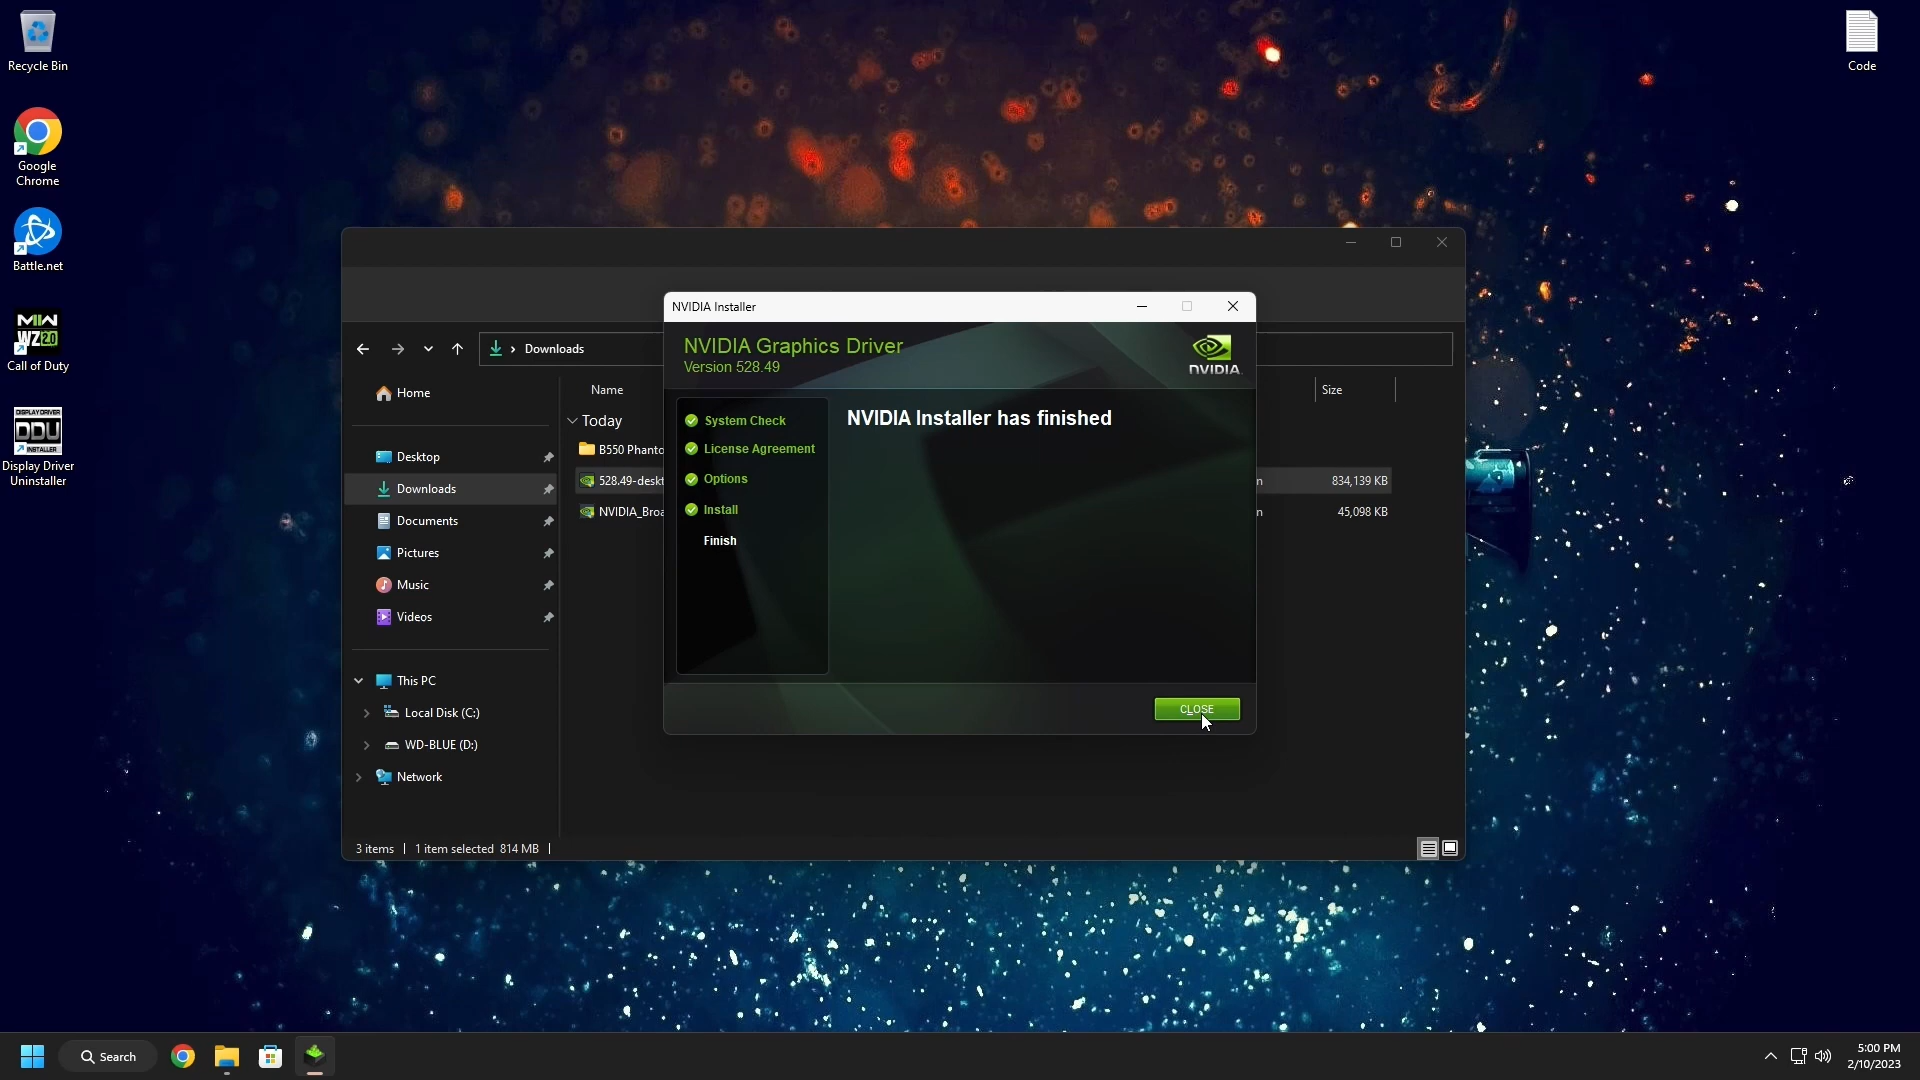 Recycle Bin
Google
Chrome
Battle.net
MW
WZ 2.0
Call of Duty
DISPLAY DRIVER
DDU
INSTALLER
Display Driver
Uninstaller
Code
NVIDIA Installer
NVIDIA Graphics Driver
Version 528.49
NVIDIA
System Check
License Agreement
Options
Install
Finish
NVIDIA Installer has finished
CLOSE
Downloads
Home
Desktop
Downloads
Documents
Pictures
Music
Videos
This PC
Local Disk (C:)
WD-BLUE (D:)
Network
Name
Size
Today
B550 Phanto
528.49-deskt
n
834,139 KB
NVIDIA_Broa
n
45,098 KB
3 items
1 item selected 814 MB
Search
5:00 PM
2/10/2023